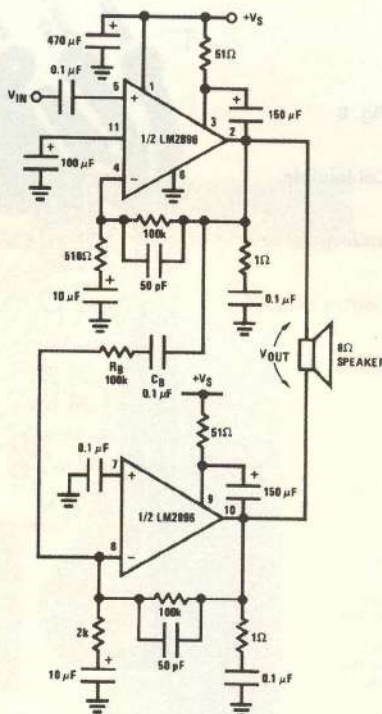 +VS
470 µF
51Ω
0.1 µF
VIN
5
+
1
+
150 µF
3
2
11
1/2 LM2896
100 µF
4
−
6
100k
510Ω
50 pF
1Ω
10 µF
0.1 µF
VOUT
8Ω
SPEAKER
RB
100k
CB
0.1 µF
+VS
51Ω
0.1 µF
7
+
9
+
150 µF
1/2 LM2896
10
8
−
100k
2k
50 pF
1Ω
10 µF
0.1 µF